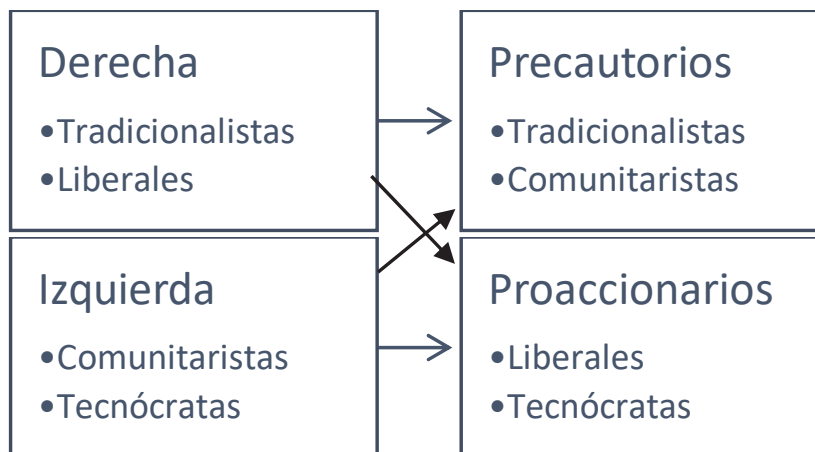 Derecha
•Tradicionalistas
•Liberales
Precautorios
•Tradicionalistas
•Comunitaristas
Izquierda
•Comunitaristas
•Tecnócratas
Proaccionarios
•Liberales
•Tecnócratas